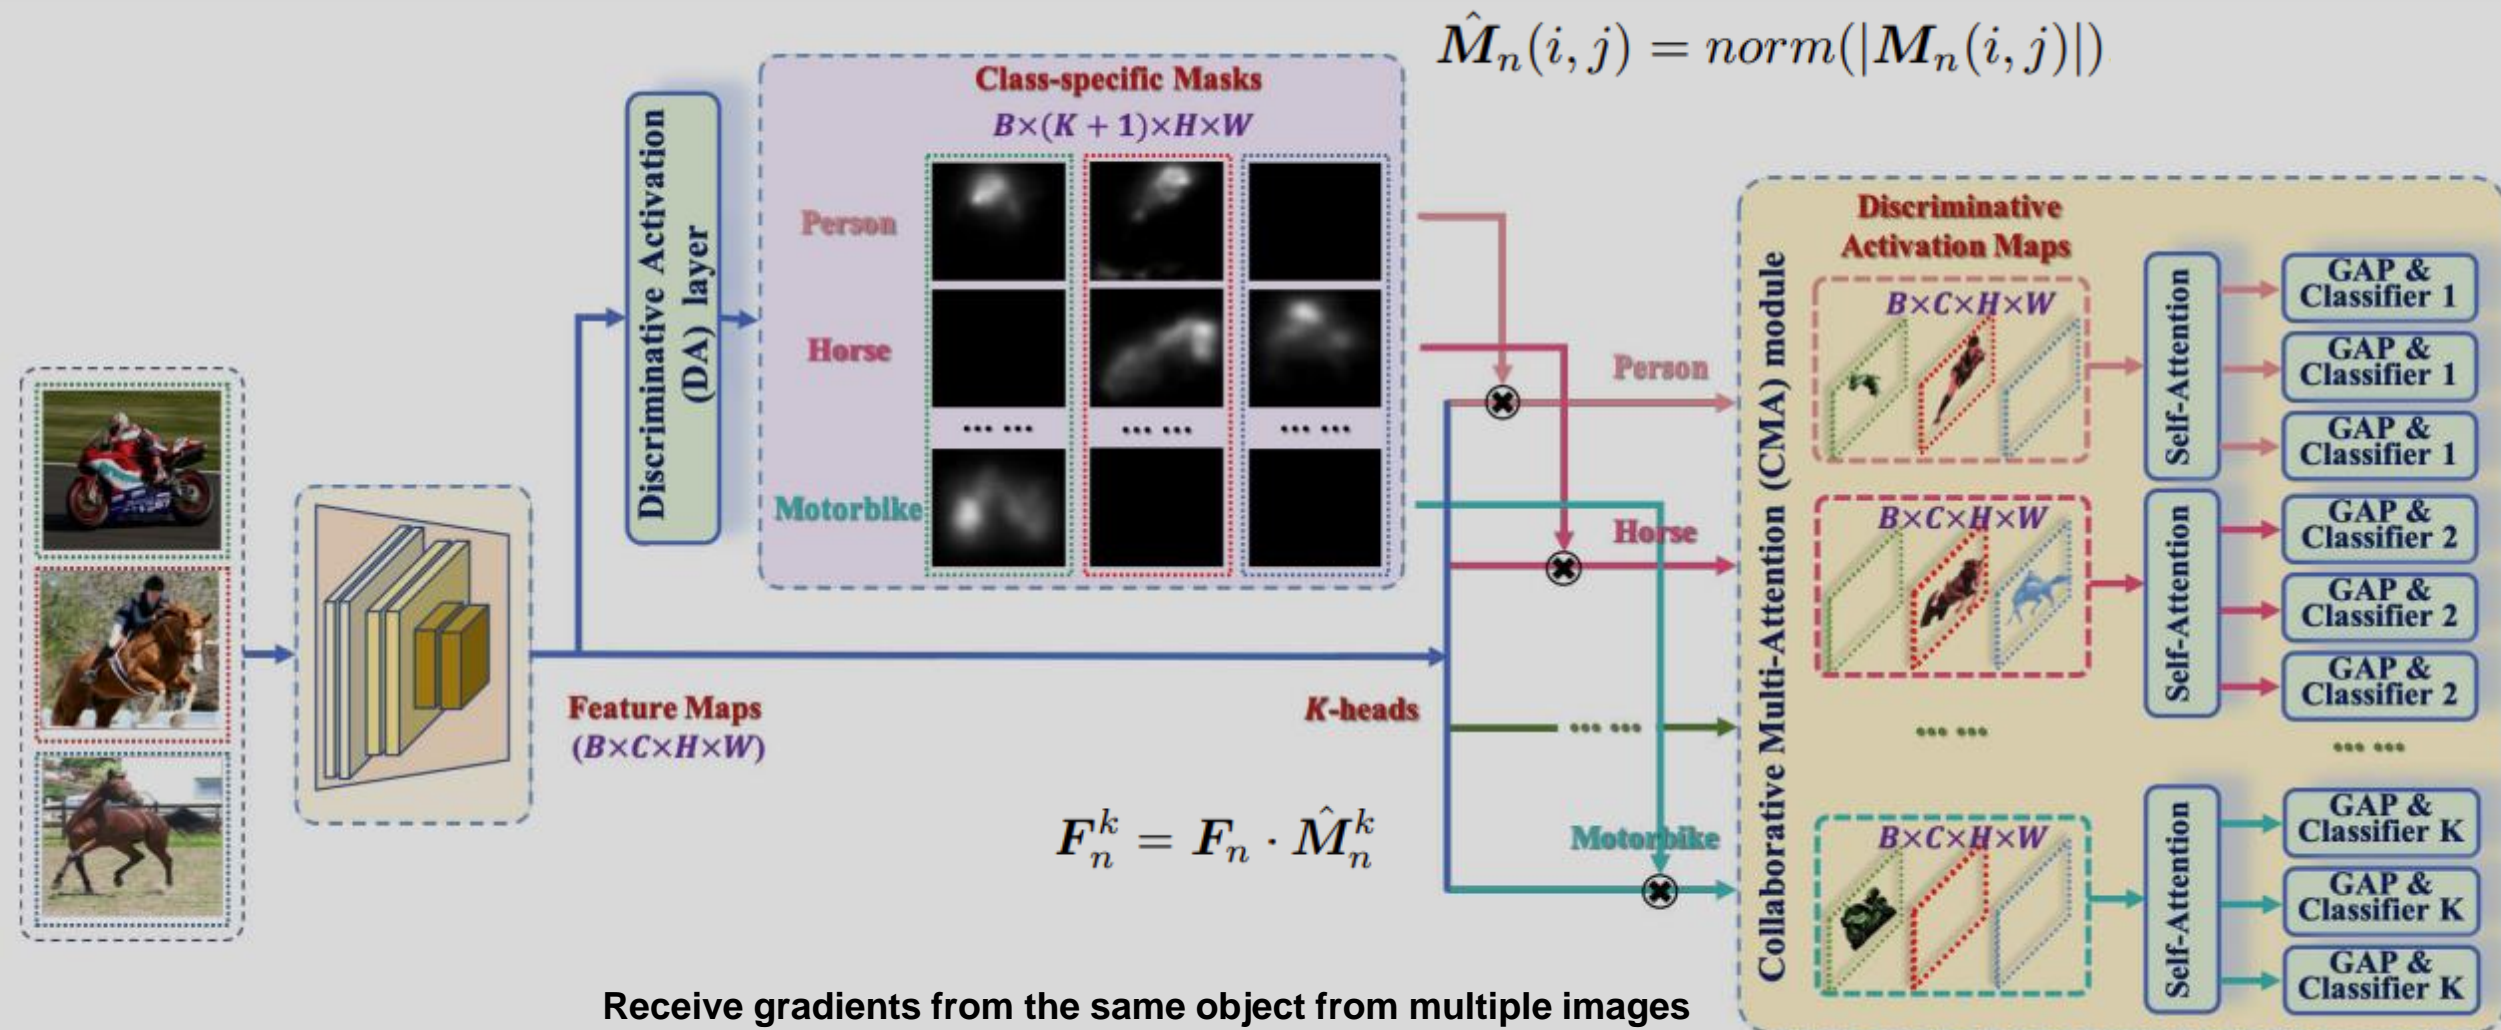 M̂ₙ(i, j) = norm(|Mₙ(i, j)|)
Class-specific Masks
B×(K + 1)×H×W
Discriminative Activation
(DA) layer
Person
Horse
... ...
... ...
... ...
Motorbike
Feature Maps
(B×C×H×W)
K-heads
Person
Horse
... ...
Motorbike
Fₙᵏ = Fₙ · M̂ₙᵏ
Collaborative Multi-Attention (CMA) module
Discriminative
Activation Maps
B×C×H×W
Self-Attention
GAP &
Classifier 1
GAP &
Classifier 1
GAP &
Classifier 1
B×C×H×W
Self-Attention
GAP &
Classifier 2
GAP &
Classifier 2
GAP &
Classifier 2
... ...
... ...
B×C×H×W
Self-Attention
GAP &
Classifier K
GAP &
Classifier K
GAP &
Classifier K
Receive gradients from the same object from multiple images